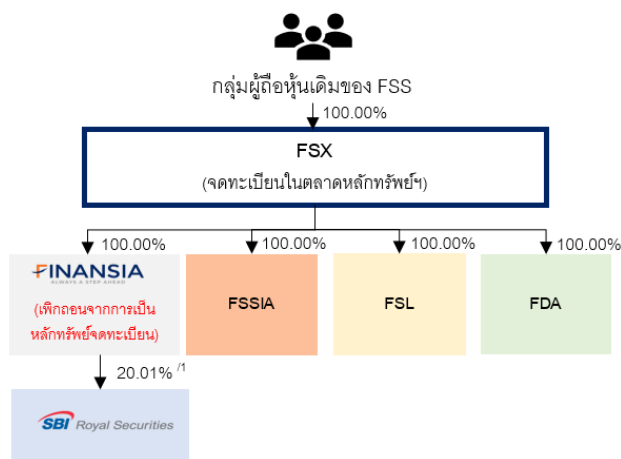 กลุ่มผู้ถือหุ้นเดิมของ FSS
100.00%
FSX
(จดทะเบียนในตลาดหลักทรัพย์ฯ)
100.00%
100.00%
100.00%
100.00%
FINANSIA
ALWAYS A STEP AHEAD
(เพิกถอนจากการเป็น
หลักทรัพย์จดทะเบียน)
FSSIA
FSL
FDA
20.01% /1
SBI Royal Securities